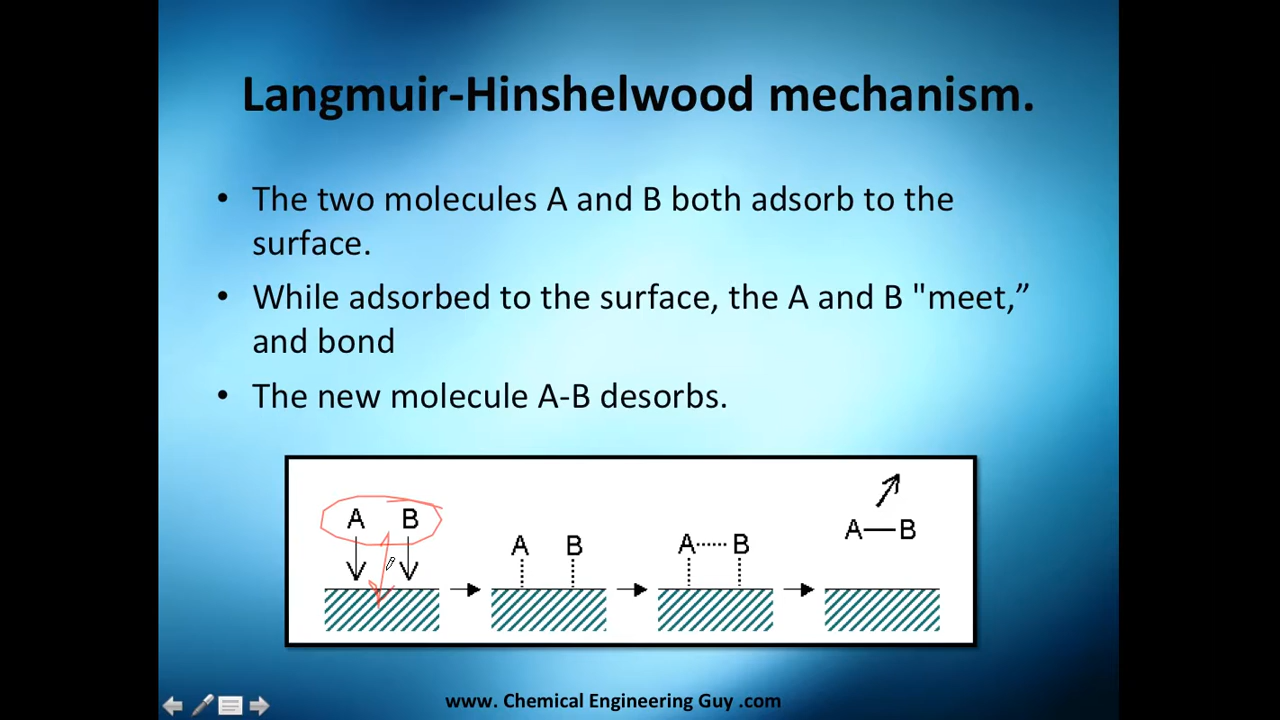 Langmuir-Hinshelwood mechanism.
• The two molecules A and B both adsorb to the
surface.
• While adsorbed to the surface, the A and B "meet,”
and bond
• The new molecule A-B desorbs.
A B
A B
A B
A B
www. Chemical Engineering Guy .com